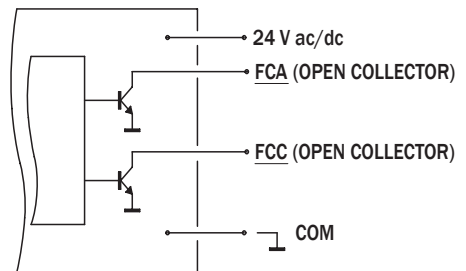 24 V ac/dc
FCA (OPEN COLLECTOR)
FCC (OPEN COLLECTOR)
COM